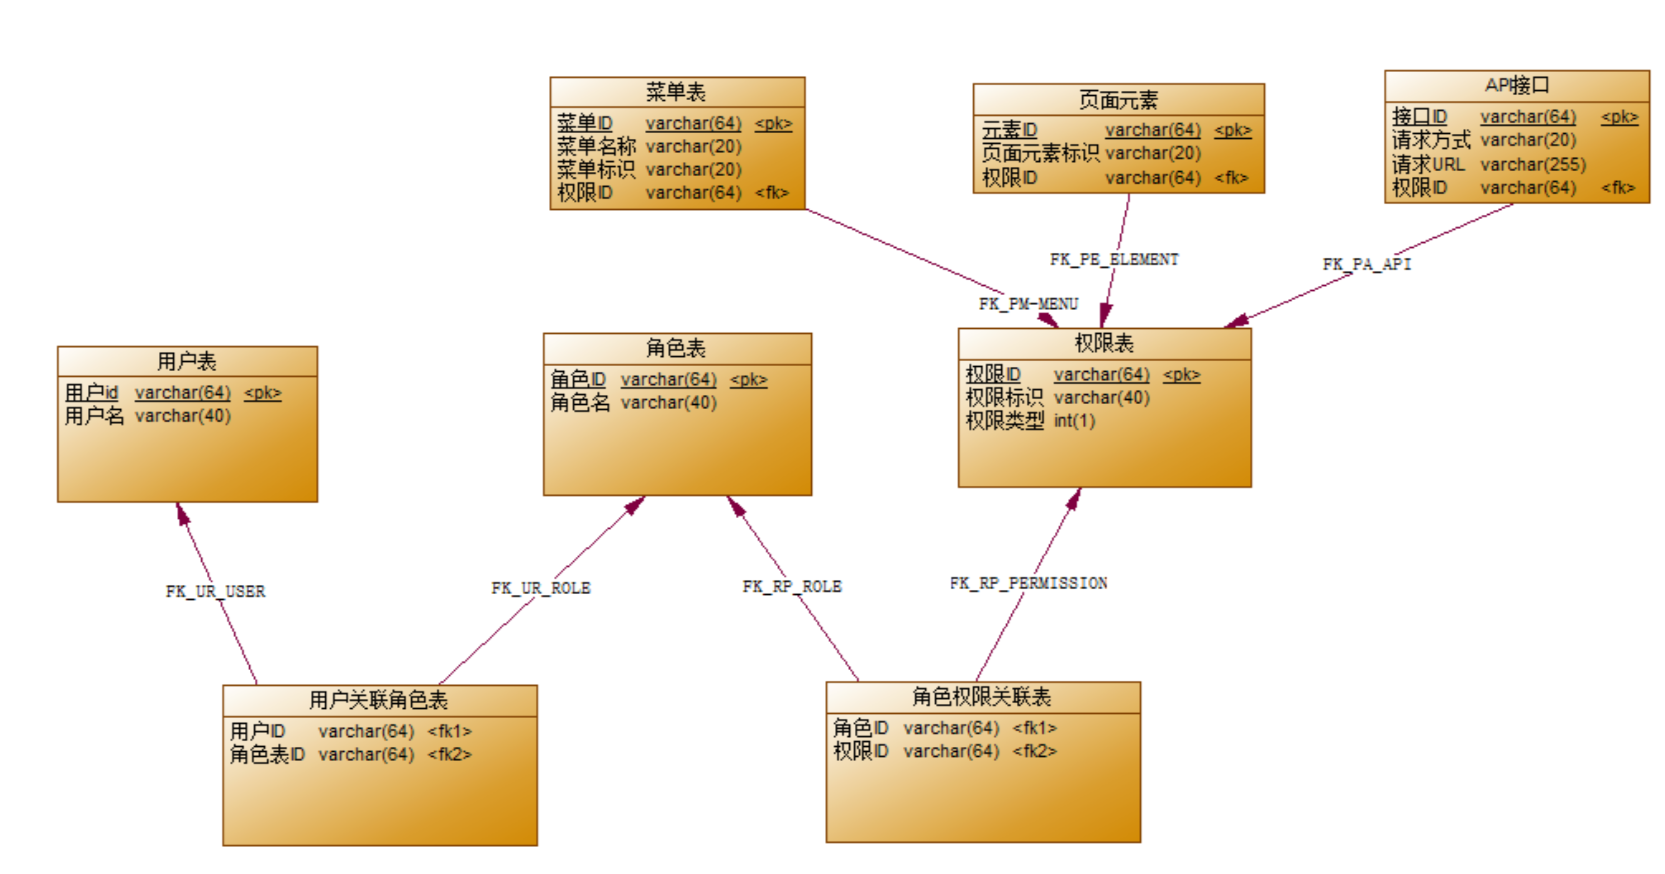 菜单表
菜单ID varchar(64) <pk>
菜单名称 varchar(20)
菜单标识 varchar(20)
权限ID varchar(64) <fk>
页面元素
元素ID varchar(64) <pk>
页面元素标识 varchar(20)
权限ID varchar(64) <fk>
API接口
接口ID varchar(64) <pk>
请求方式 varchar(20)
请求URL varchar(255)
权限ID varchar(64) <fk>
FK_PM-MENU
FK_PE_ELEMENT
FK_PA_API
用户表
用户id varchar(64) <pk>
用户名 varchar(40)
角色表
角色ID varchar(64) <pk>
角色名 varchar(40)
权限表
权限ID varchar(64) <pk>
权限标识 varchar(40)
权限类型 int(1)
FK_UR_USER
FK_UR_ROLE
FK_RP_ROLE
FK_RP_PERMISSION
用户关联角色表
用户ID varchar(64) <fk1>
角色表ID varchar(64) <fk2>
角色权限关联表
角色ID varchar(64) <fk1>
权限ID varchar(64) <fk2>